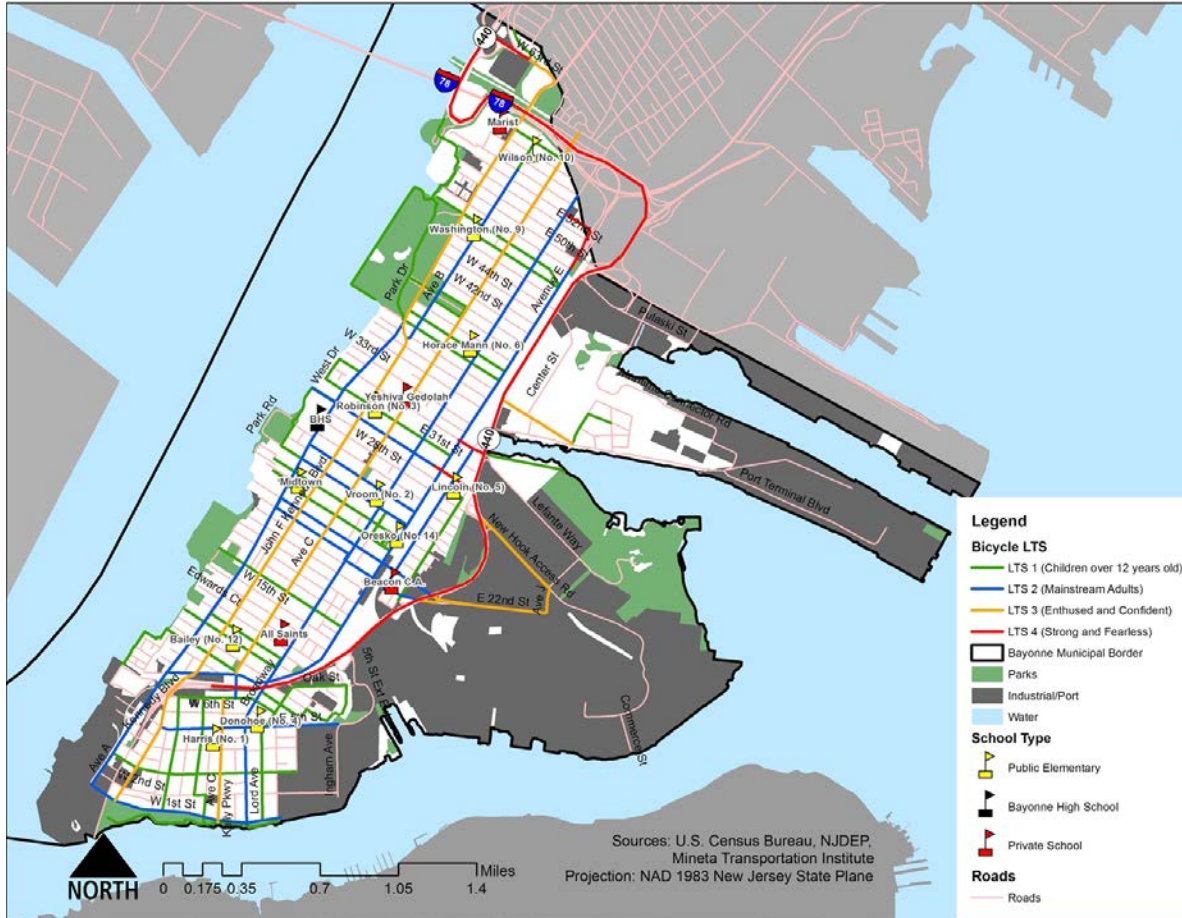 440
W 63rd St
78
78
Marist
Wilson (No. 10)
E 52nd St
Washington (No. 9)
E 50th St
W 44th St
Park Dr
Ave B
W 42nd St
Avenue E
Pulaski St
Horace Mann (No. 6)
W 33rd St
Center St
West Dr
Yeshiva Gedolah
Robinson (No. 3)
Park Rd
BHS
E 31st St
440
W 28th St
Midtown
Vroom (No. 2)
Lincoln (No. 5)
Port Terminal Blvd
John F Kennedy Blvd
Lefante Way
Ave C
Oresko (No. 14)
New Hook Access Rd
Beacon C.A.
W 15th St
Edwards Ct
E 22nd St
Ave J
Bailey (No. 12)
All Saints
Broadway
Oak St
5th St Ext E
Kennedy Blvd
W 6th St
Donohoe (No. 4)
Harris (No. 1)
Commerce St
Ave A
W 2nd St
Ave C
Lord Ave
Ingham Ave
W 1st St
NORTH
0 0.175 0.35 0.7 1.05 1.4
Miles
Sources: U.S. Census Bureau, NJDEP,
Mineta Transportation Institute
Projection: NAD 1983 New Jersey State Plane
Legend
Bicycle LTS
LTS 1 (Children over 12 years old)
LTS 2 (Mainstream Adults)
LTS 3 (Enthused and Confident)
LTS 4 (Strong and Fearless)
Bayonne Municipal Border
Parks
Industrial/Port
Water
School Type
Public Elementary
Bayonne High School
Private School
Roads
Roads